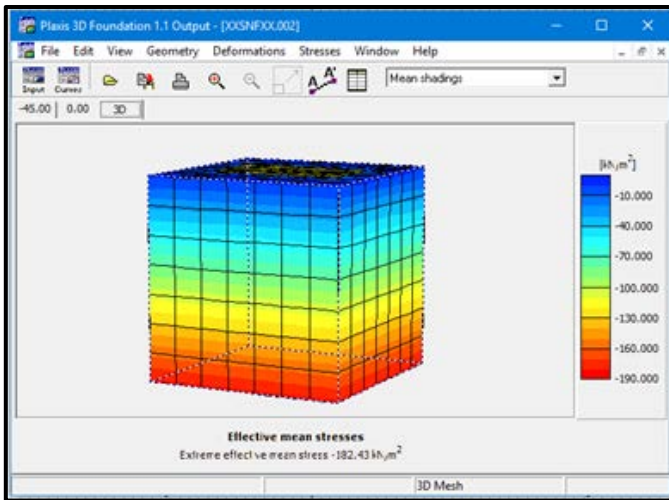 Plaxis 3D Foundation 1.1 Output - [XXSNFXX.002]
File Edit View Geometry Deformations Stresses Window Help
Input Curves A A' Mean shadings
-45.00 0.00 3D
[kN/m²]
-10.000
-40.000
-70.000
-100.000
-130.000
-160.000
-190.000
Effective mean stresses
Extreme effective mean stress -182.43 kN/m²
3D Mesh